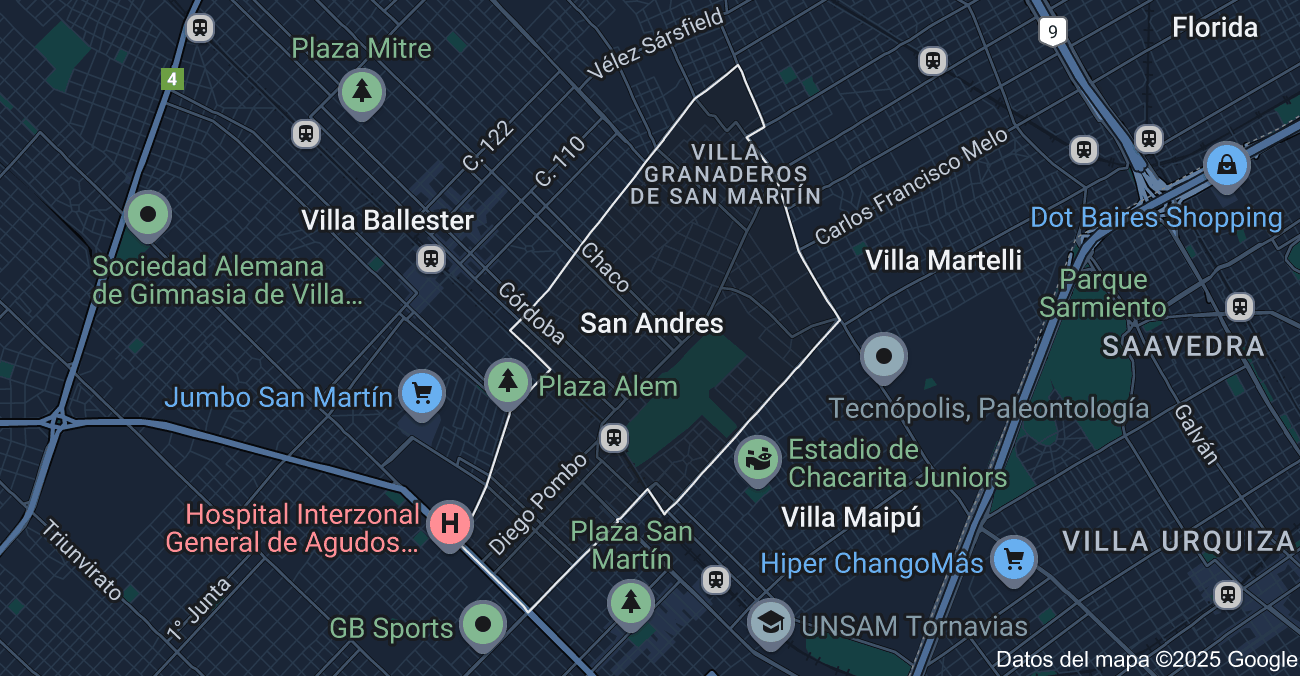 Vélez Sársfield
9
Florida
Plaza Mitre
4
C. 122
C. 110
VILLA
GRANADEROS
DE SAN MARTÍN
Carlos Francisco Melo
Villa Ballester
Dot Baires Shopping
Sociedad Alemana
de Gimnasia de Villa...
Chaco
Villa Martelli
Parque
Sarmiento
Córdoba
San Andres
SAAVEDRA
Jumbo San Martín
Plaza Alem
Tecnópolis, Paleontología
Galván
Estadio de
Chacarita Juniors
Diego Pombo
Hospital Interzonal
General de Agudos...
H
Plaza San
Martín
Villa Maipú
VILLA URQUIZA
Hiper ChangoMâs
Triunvirato
1° Junta
GB Sports
UNSAM Tornavias
Datos del mapa ©2025 Google